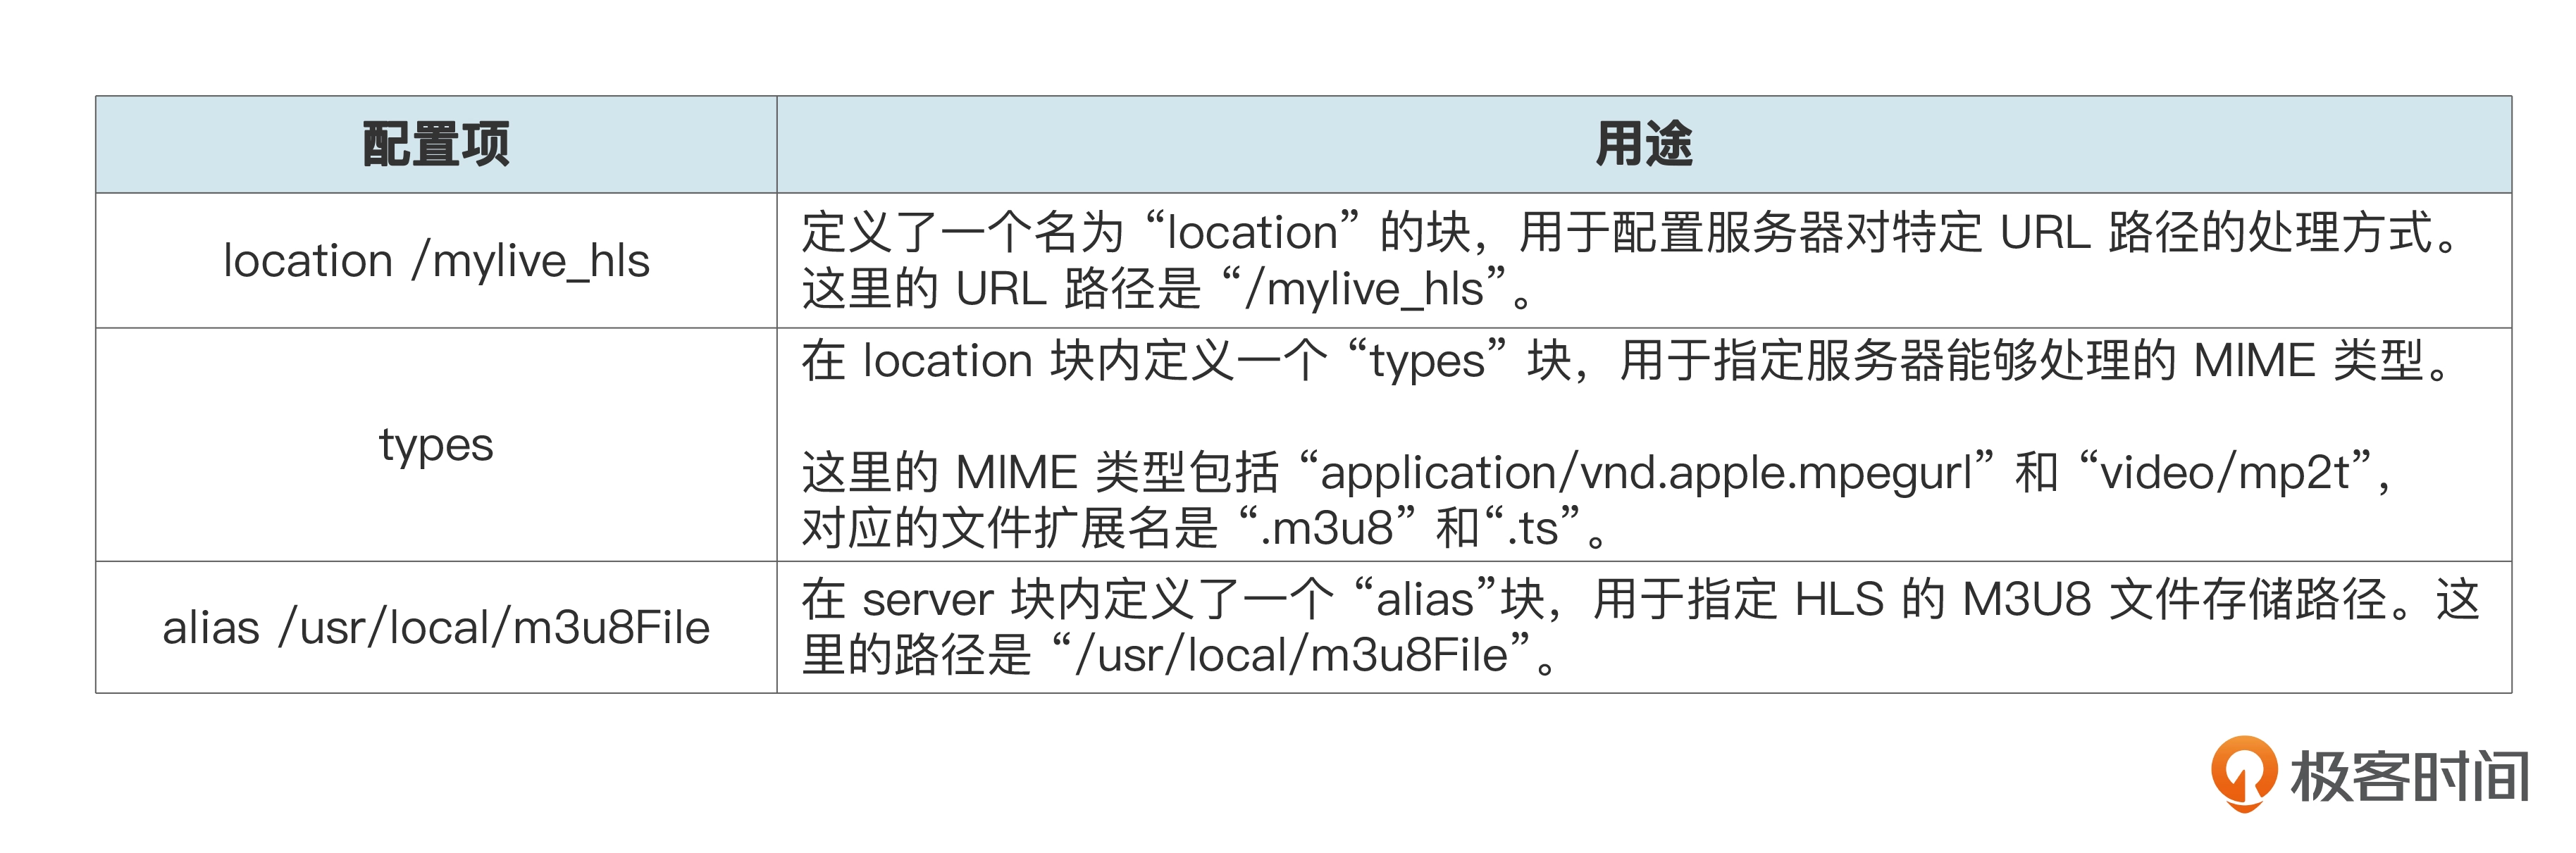 配置项
用途
location /mylive_hls
定义了一个名为 “location” 的块，用于配置服务器对特定 URL 路径的处理方式。
这里的 URL 路径是 “/mylive_hls”。
types
在 location 块内定义一个 “types” 块，用于指定服务器能够处理的 MIME 类型。
这里的 MIME 类型包括 “application/vnd.apple.mpegurl” 和 “video/mp2t”，
对应的文件扩展名是 “.m3u8” 和“.ts”。
alias /usr/local/m3u8File
在 server 块内定义了一个 “alias”块，用于指定 HLS 的 M3U8 文件存储路径。这
里的路径是 “/usr/local/m3u8File”。
极客时间